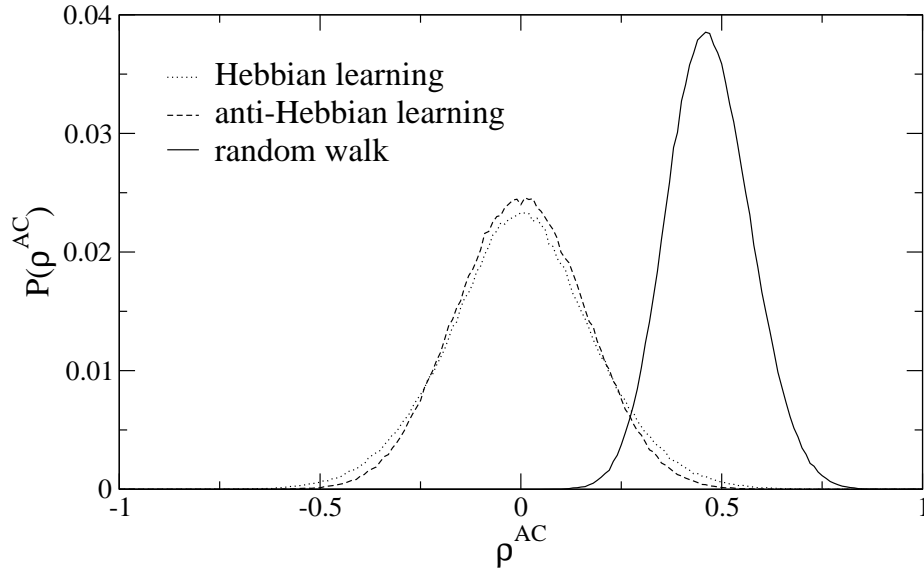 0.04
0.03
0.02
0.01
0
P(ρ^AC)
Hebbian learning
anti-Hebbian learning
random walk
-1
-0.5
0
0.5
1
ρ^AC